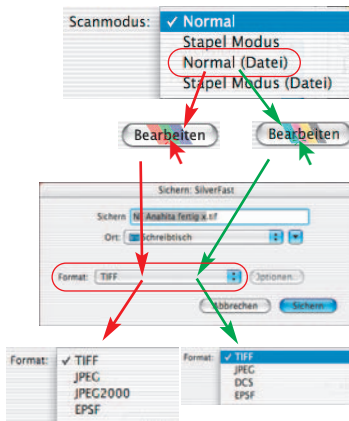 Scanmodus: ✓ Normal
Stapel Modus
Normal (Datei)
Stapel Modus (Datei)
Bearbeiten
Bearbeiten
Sichern: SilverFast
Sichern Anahita fertig x.tif
Ort: Schreibtisch
Format: TIFF Optionen...
Abbrechen Sichern
Format: ✓ TIFF
JPEG
JPEG2000
EPSF
Format: ✓ TIFF
JPEG
DCS
EPSF